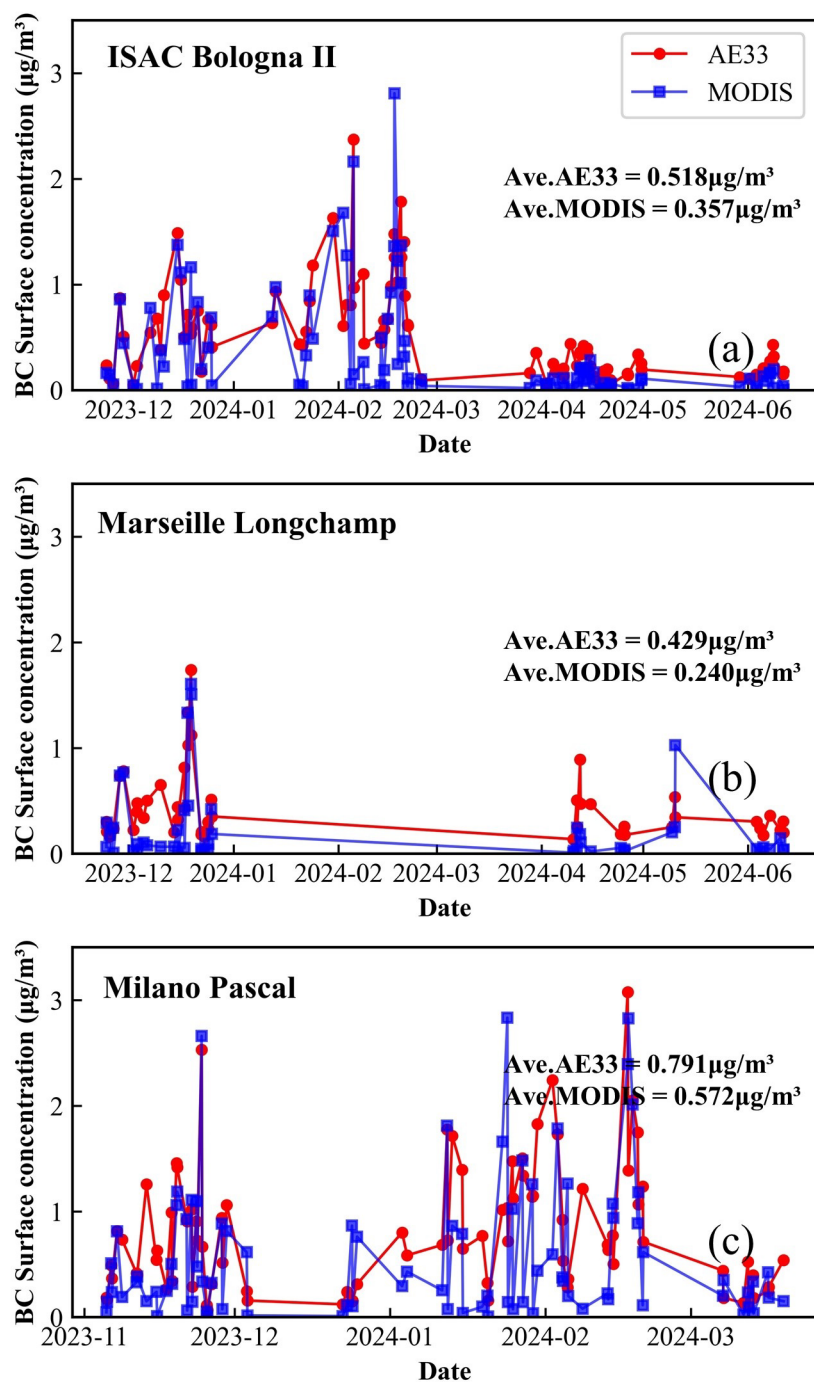 ISAC Bologna II
AE33
MODIS
Ave.AE33 = 0.518μg/m³
Ave.MODIS = 0.357μg/m³
(a)
BC Surface concentration (μg/m³)
3
2
1
0
2023-12 2024-01 2024-02 2024-03 2024-04 2024-05 2024-06
Date
Marseille Longchamp
Ave.AE33 = 0.429μg/m³
Ave.MODIS = 0.240μg/m³
(b)
BC Surface concentration (μg/m³)
3
2
1
0
2023-12 2024-01 2024-02 2024-03 2024-04 2024-05 2024-06
Date
Milano Pascal
Ave.AE33 = 0.791μg/m³
Ave.MODIS = 0.572μg/m³
(c)
BC Surface concentration (μg/m³)
3
2
1
0
2023-11 2023-12 2024-01 2024-02 2024-03
Date